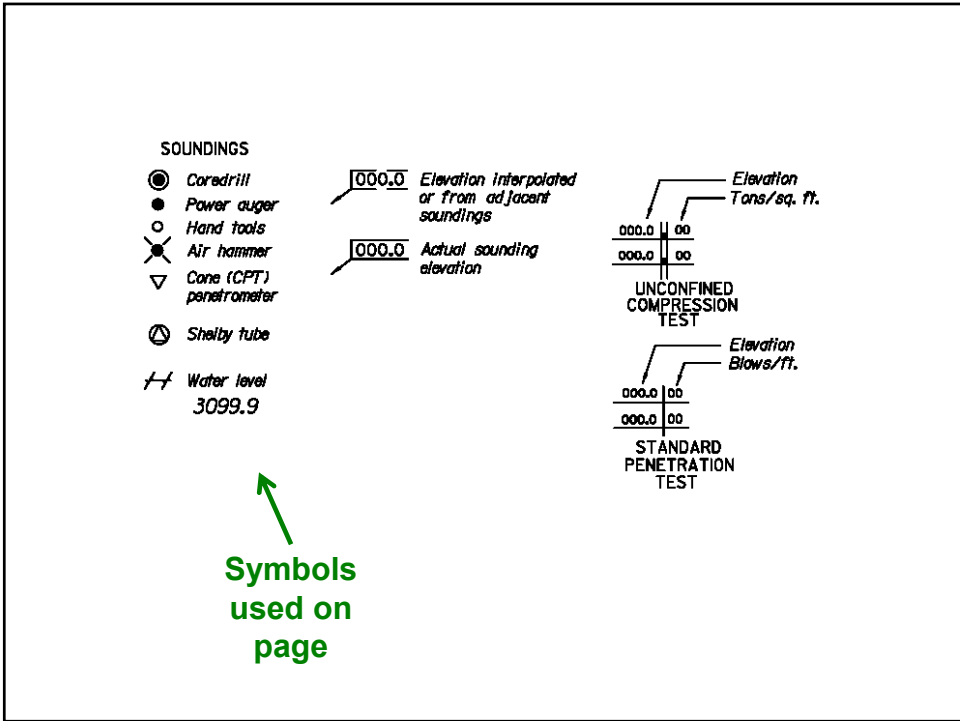 SOUNDINGS
Coredrill
Power auger
Hand tools
Air hammer
Cone (CPT)
penetrometer
Shelby tube
Water level
3099.9
000.0 Elevation interpolated
or from adjacent
soundings
000.0 Actual sounding
elevation
Elevation
Tons/sq. ft.
000.0 00
000.0 00
UNCONFINED
COMPRESSION
TEST
Elevation
Blows/ft.
000.0 00
000.0 00
STANDARD
PENETRATION
TEST
Symbols
used on
page